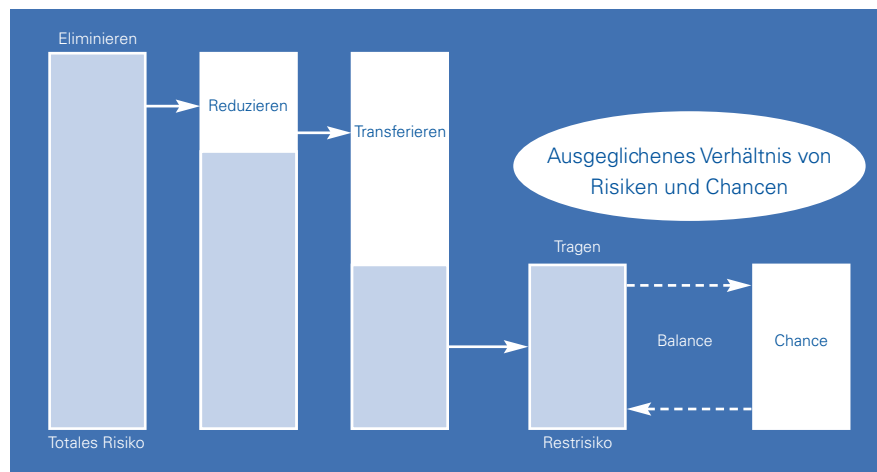 Eliminieren
Reduzieren
Transferieren
Ausgeglichenes Verhältnis von
Risiken und Chancen
Tragen
Balance
Chance
Totales Risiko
Restrisiko